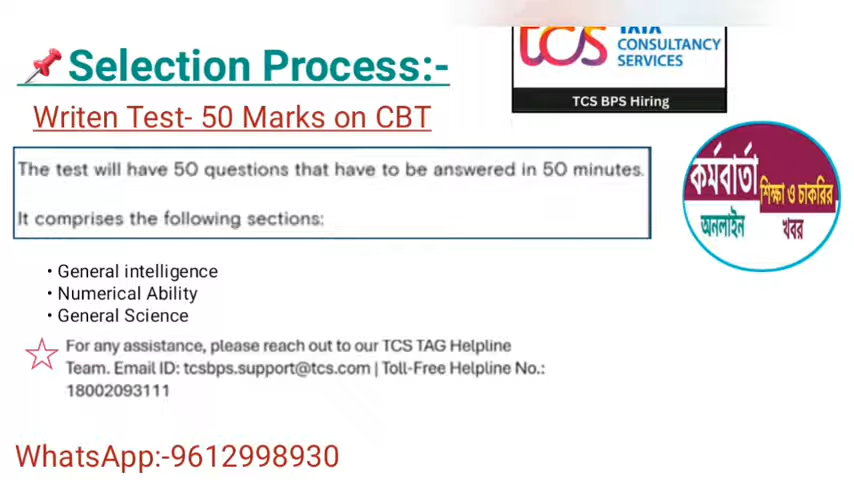 Selection Process:-
Writen Test- 50 Marks on CBT
The test will have 50 questions that have to be answered in 50 minutes.
It comprises the following sections:
• General intelligence
• Numerical Ability
• General Science
For any assistance, please reach out to our TCS TAG Helpline
Team. Email ID: tcsbps.support@tcs.com | Toll-Free Helpline No.:
18002093111
WhatsApp:-9612998930
tcs
TATA
CONSULTANCY
SERVICES
TCS BPS Hiring
কর্মবার্তা
শিক্ষা ও চাকরির
অনলাইন
খবর